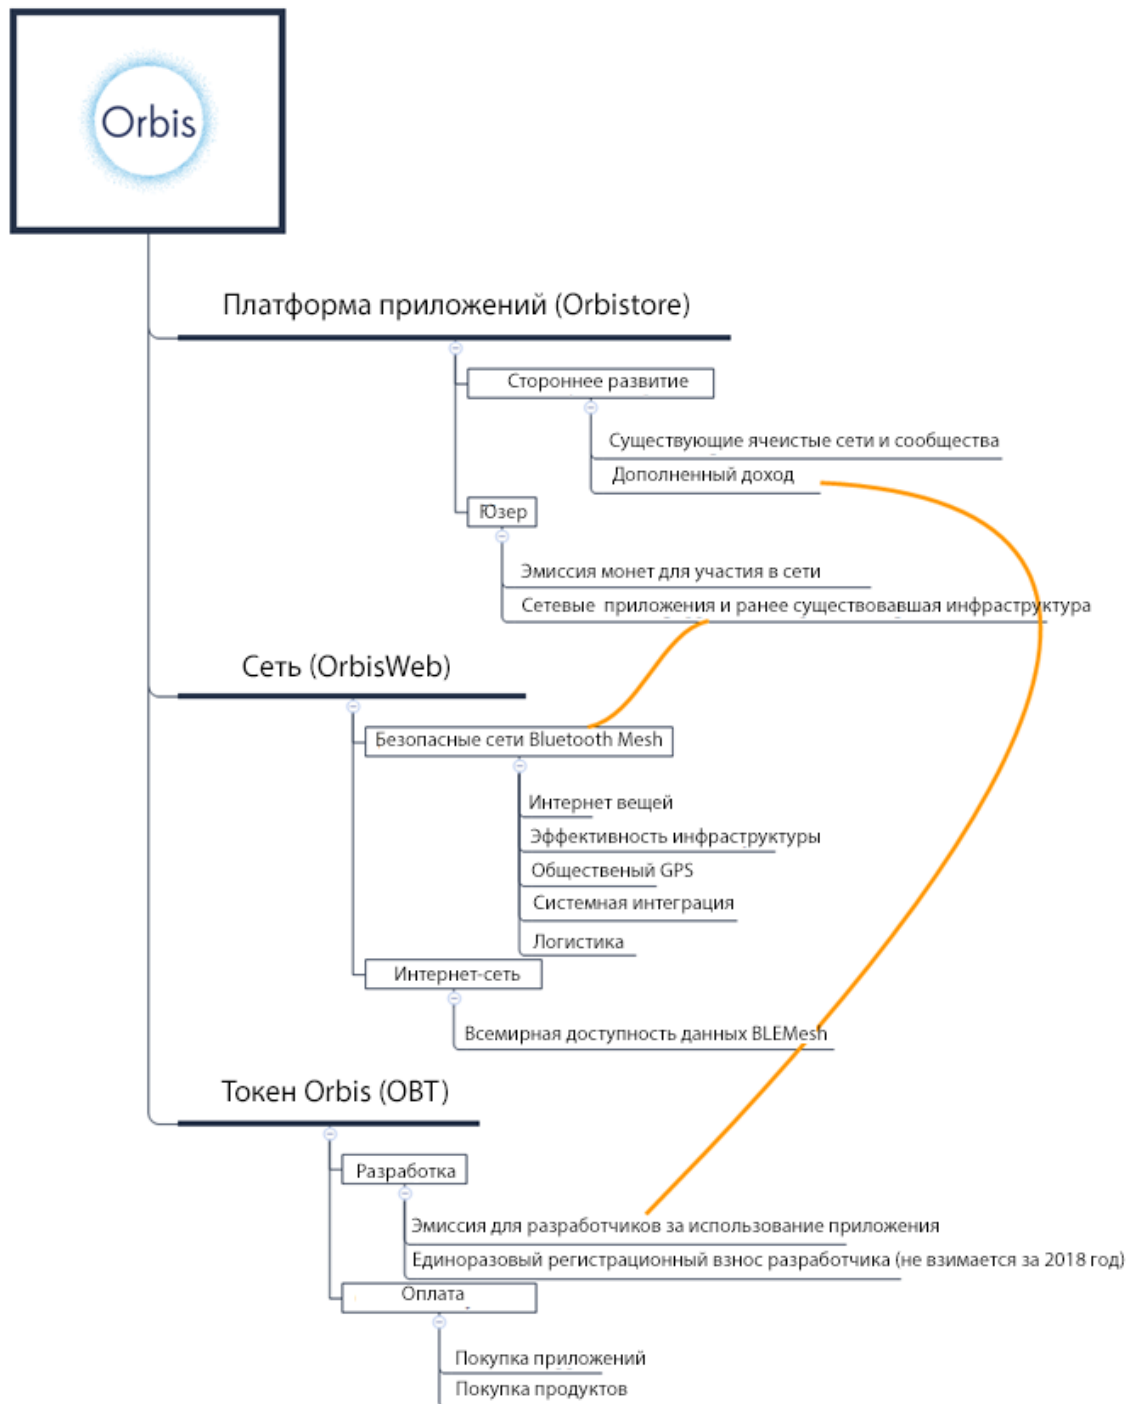 Orbis
Платформа приложений (Orbistore)
Стороннее развитие
Существующие ячеистые сети и сообщества
Дополненный доход
Юзер
Эмиссия монет для участия в сети
Сетевые приложения и ранее существовавшая инфраструктура
Сеть (OrbisWeb)
Безопасные сети Bluetooth Mesh
Интернет вещей
Эффективность инфраструктуры
Общественый GPS
Системная интеграция
Логистика
Интернет-сеть
Всемирная доступность данных BLEMesh
Токен Orbis (OBT)
Разработка
Эмиссия для разработчиков за использование приложения
Единоразовый регистрационный взнос разработчика (не взимается за 2018 год)
Оплата
Покупка приложений
Покупка продуктов